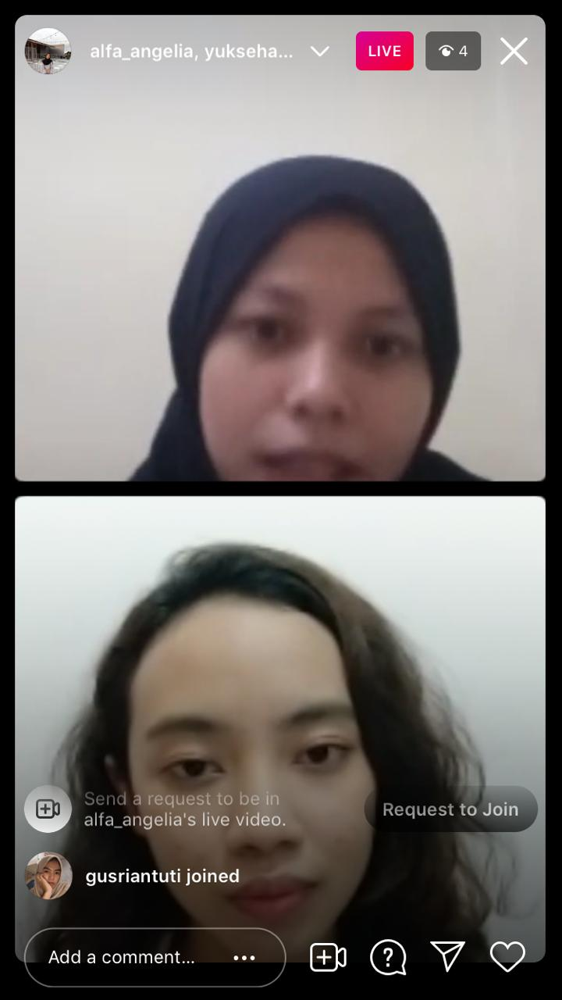 alfa_angelia, yukseha...
LIVE
4
Send a request to be in
alfa_angelia's live video.
Request to Join
gusriantuti joined
Add a comment...